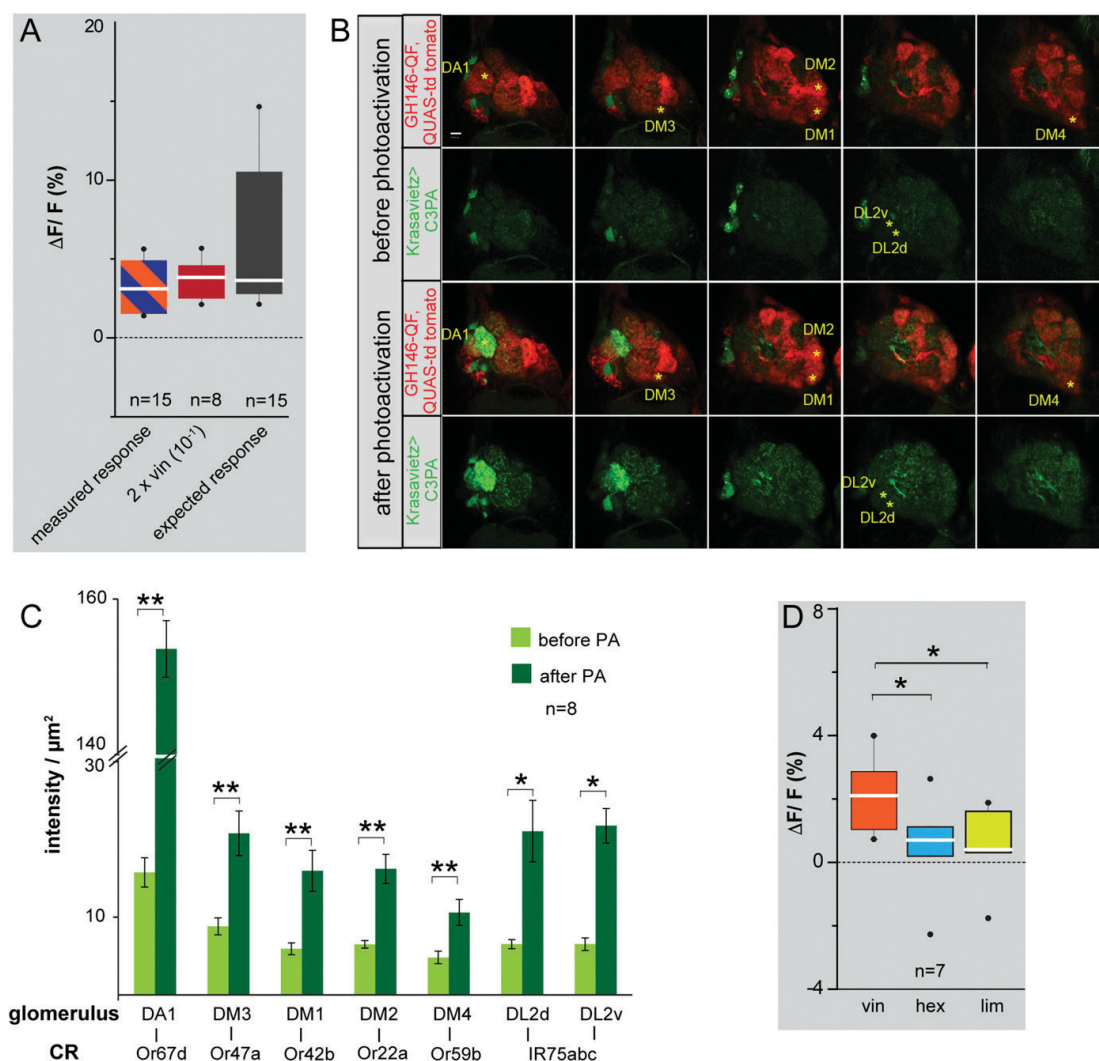 A
20
10
0
ΔF/ F (%)
n=15
n=8
n=15
measured response
2 x vin (10⁻¹)
expected response
B
before photoactivation
GH146-QF,
QUAS-td tomato
Krasavietz>
C3PA
after photoactivation
GH146-QF,
QUAS-td tomato
Krasavietz>
C3PA
DA1
*
DM3
*
DM2
*
*
DM1
*
DM4
DL2v
*
*
DL2d
DA1
*
*
DM3
DM2
*
*
DM1
*
DM4
DL2v
*
*
DL2d
C
160
140
30
10
intensity / µm²
before PA
after PA
n=8
**
**
**
**
**
*
*
glomerulus
DA1
DM3
DM1
DM2
DM4
DL2d
DL2v
CR
Or67d
Or47a
Or42b
Or22a
Or59b
IR75abc
D
8
4
0
-4
ΔF/ F (%)
*
*
n=7
vin
hex
lim